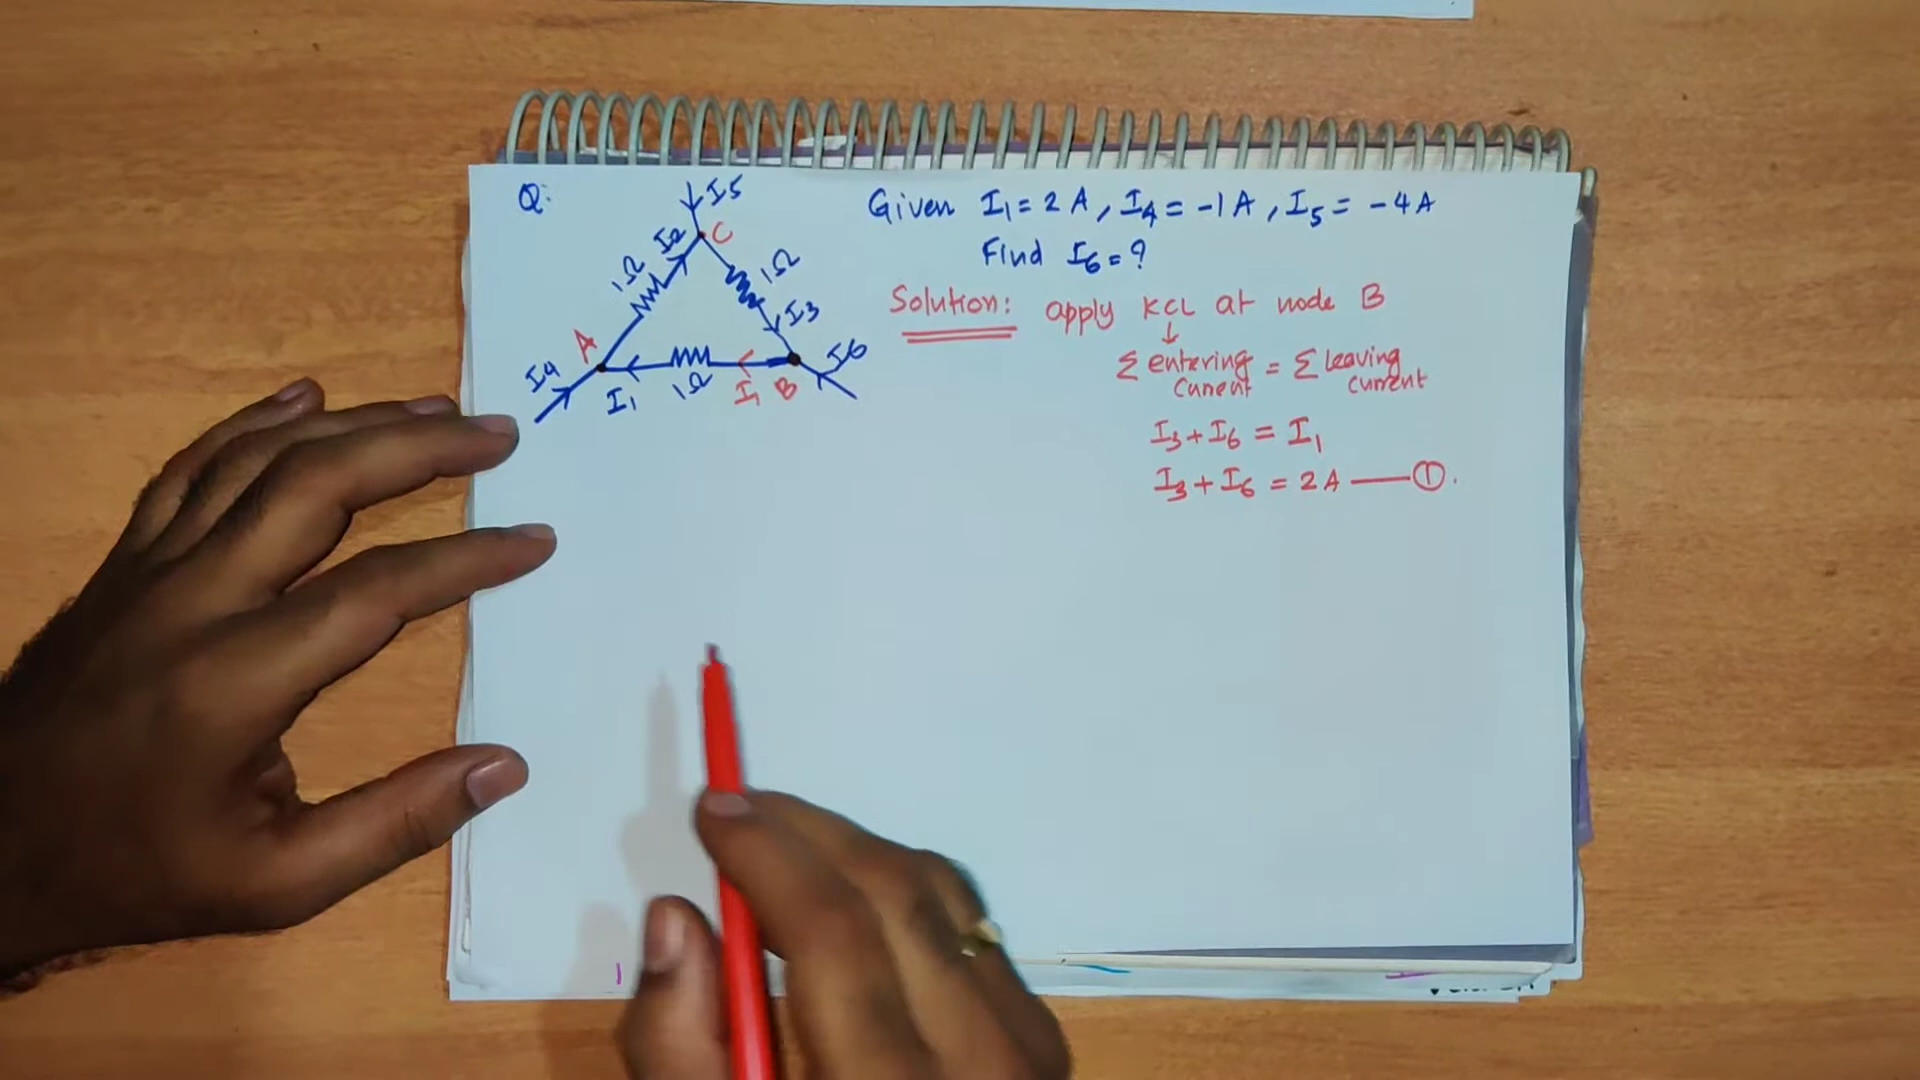 Q:
I5
C
I2
1Ω
1Ω
I3
A
I4
I1
1Ω
I1
B
I6
Given I1 = 2 A, I4 = -1 A, I5 = -4 A
Find I6 = ?
Solution: apply KCL at node B
↓
Σ entering current = Σ leaving current
I3 + I6 = I1
I3 + I6 = 2 A —— ①.